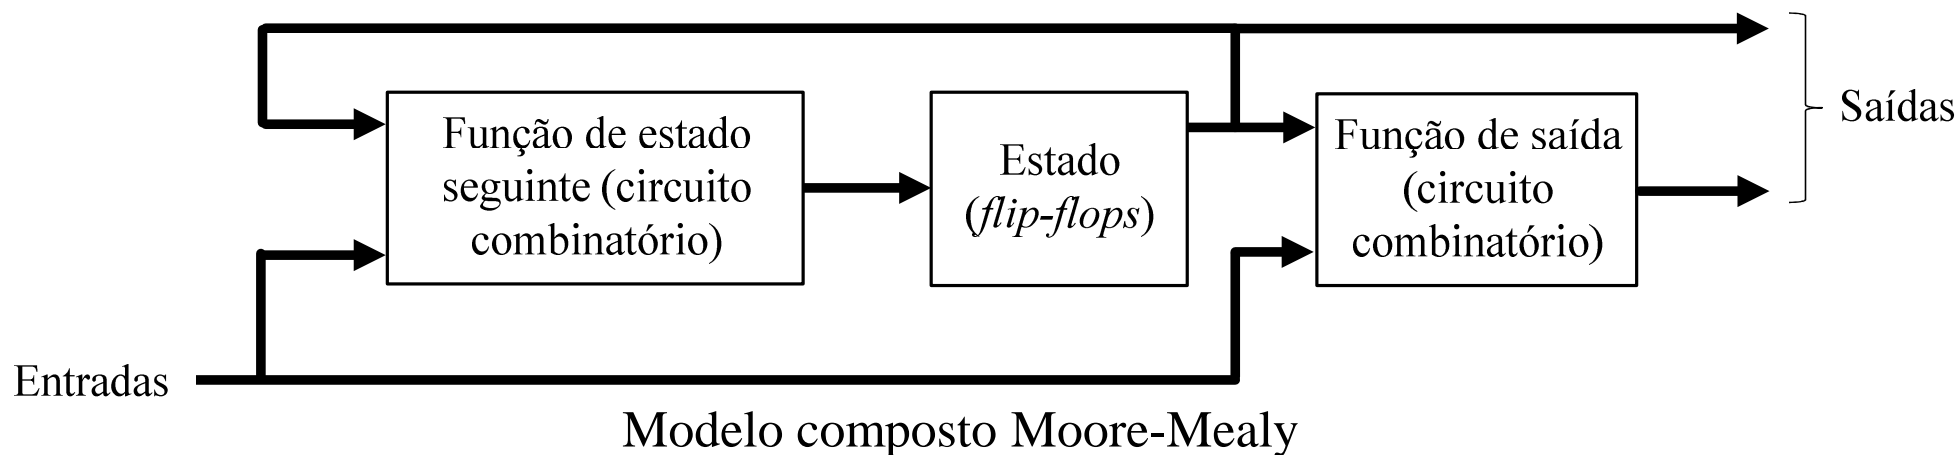 Função de estado
seguinte (circuito
combinatório)
Estado
(flip-flops)
Função de saída
(circuito
combinatório)
Saídas
Entradas
Modelo composto Moore-Mealy